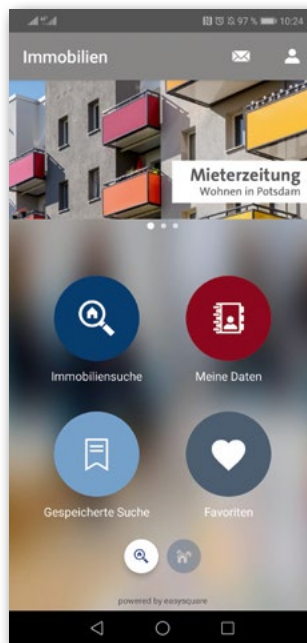 97 % 10:24
Immobilien
Mieterzeitung
Wohnen in Potsdam
Immobiliensuche
Meine Daten
Gespeicherte Suche
Favoriten
powered by easysquare